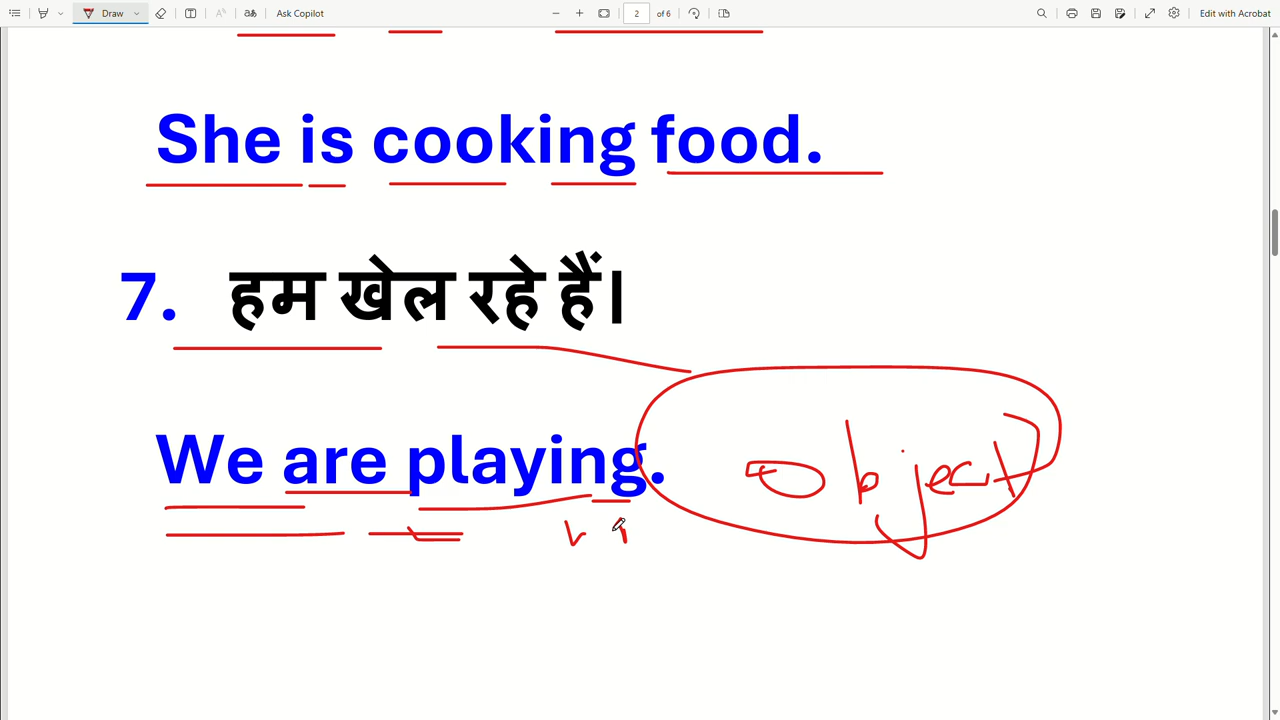 Draw Ask Copilot 2 of 6 Edit with Acrobat
She is cooking food.
7. हम खेल रहे हैं।
We are playing.
object